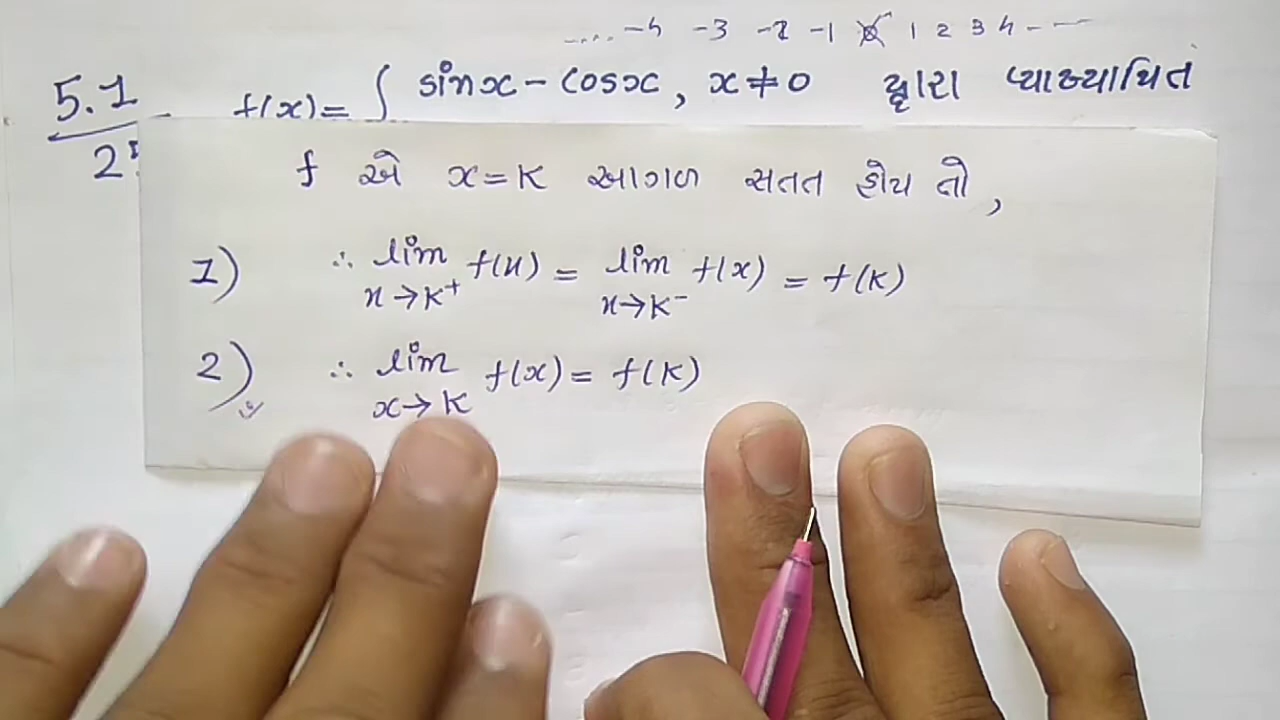 ..... -4 -3 -2 -1 0 1 2 3 4 - —
5.1 f(x) = { sinx - cosx, x ≠ 0 દ્વારા વ્યાખ્યાયિત
25
f એ x = K આગળ સતત હોય તો,
1) ∴ lim x→K⁺ f(x) = lim x→K⁻ f(x) = f(K)
2) ∴ lim x→K f(x) = f(K)